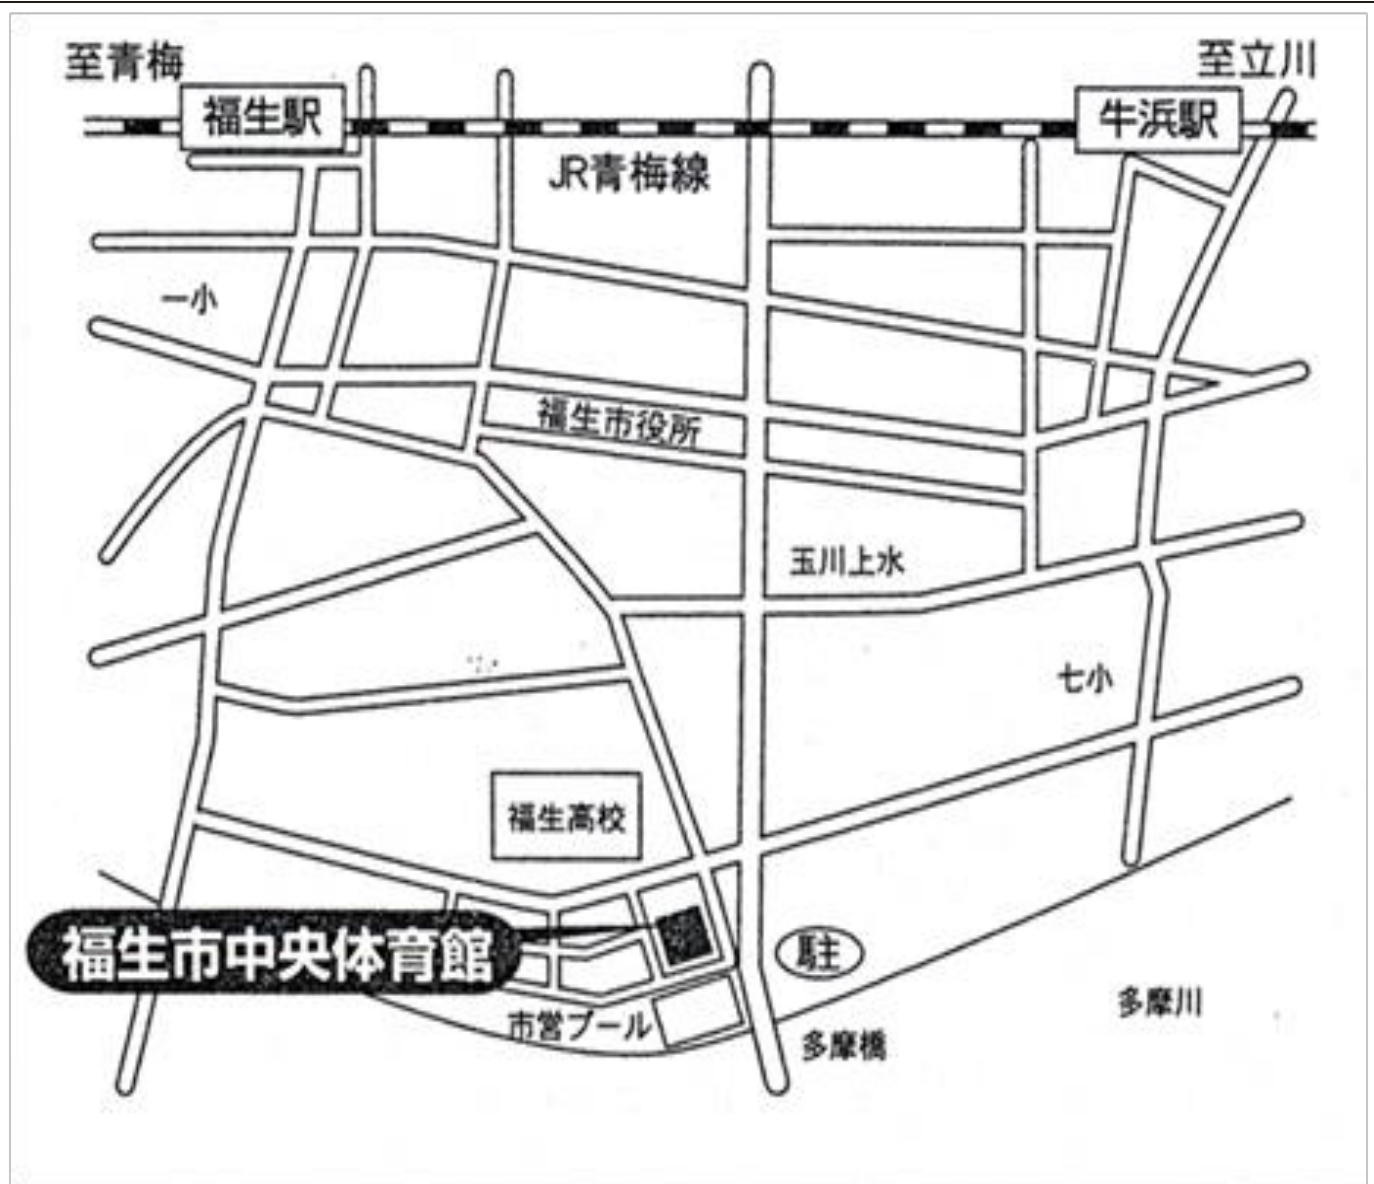 至青梅
至立川
福生駅
牛浜駅
JR青梅線
一小
福生市役所
玉川上水
七小
福生高校
福生市中央体育館
駐
市営プール
多摩橋
多摩川